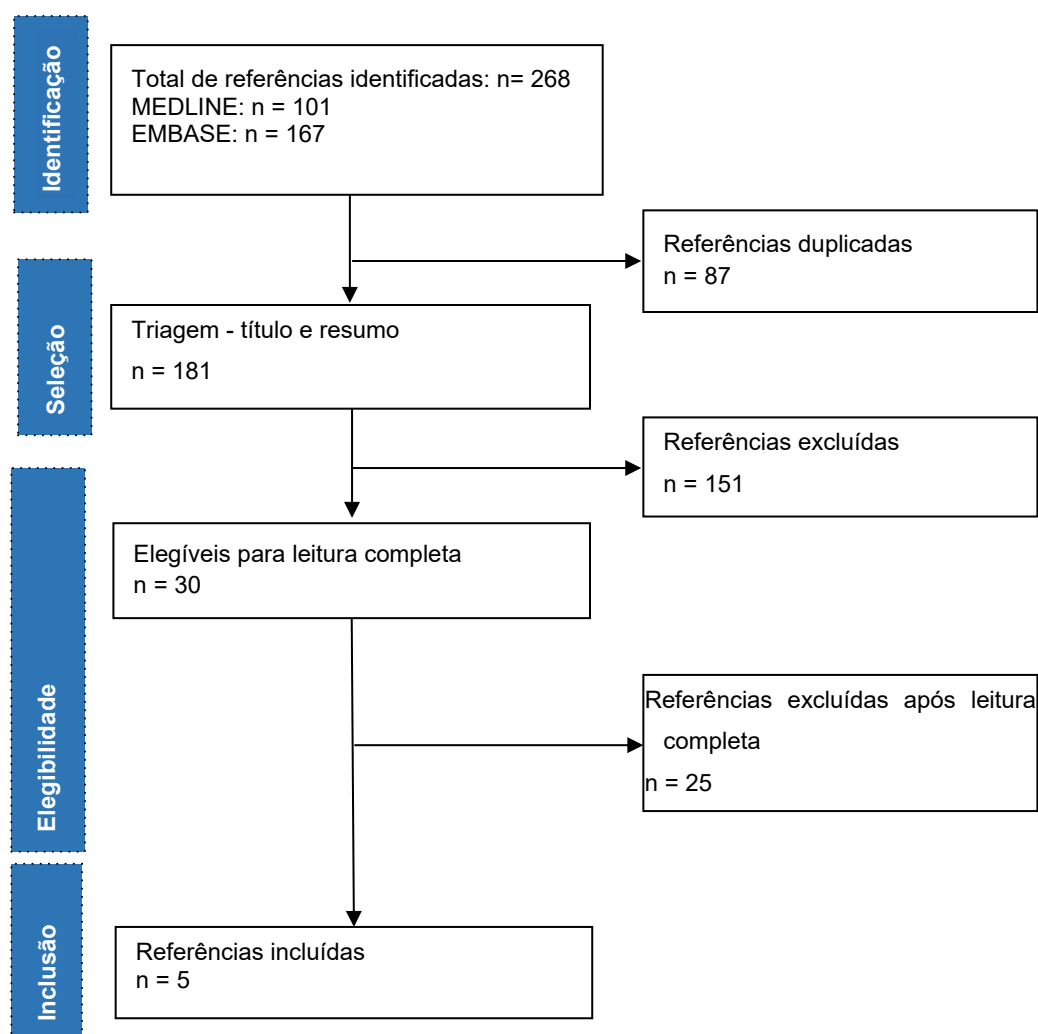 Identificação
Total de referências identificadas: n= 268
MEDLINE: n = 101
EMBASE: n = 167
Referências duplicadas
n = 87
Seleção
Triagem - título e resumo
n = 181
Referências excluídas
n = 151
Elegibilidade
Elegíveis para leitura completa
n = 30
Referências excluídas após leitura
completa
n = 25
Inclusão
Referências incluídas
n = 5